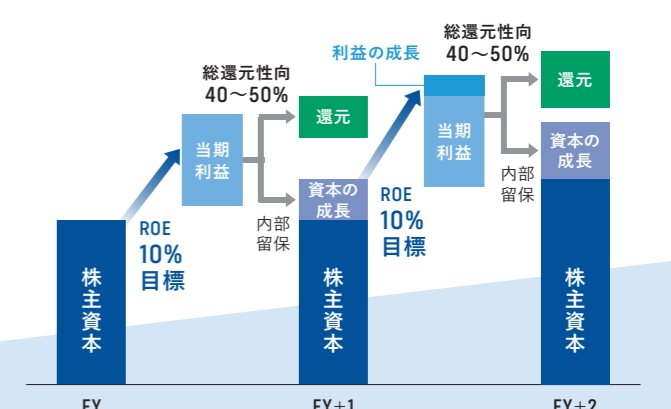 総還元性向
40〜50%
利益の成長
総還元性向
40〜50%
還元
当期
利益
還元
当期
利益
資本の
成長
内部
留保
資本の
成長
内部
留保
ROE
10%
目標
ROE
10%
目標
株主資本
株主資本
株主資本
FY
FY+1
FY+2